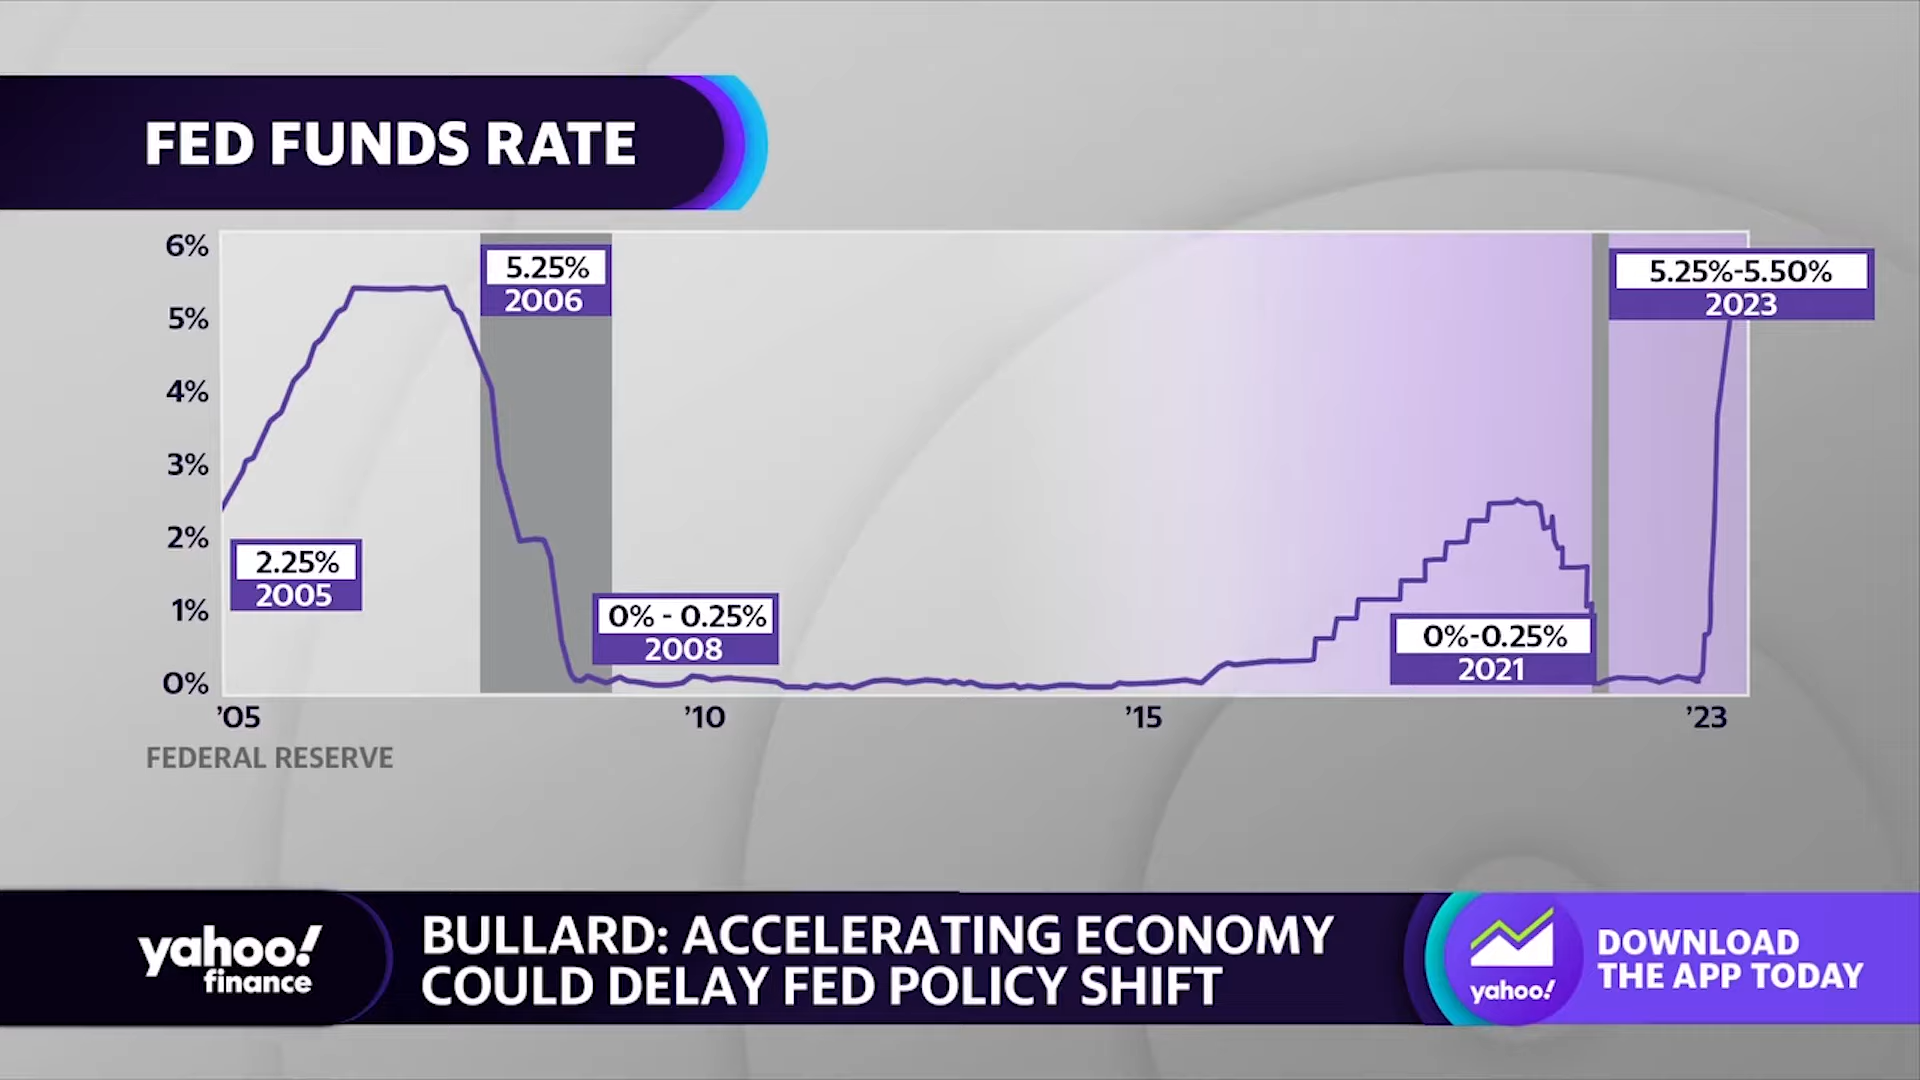 FED FUNDS RATE
6%
5%
4%
3%
2%
1%
0%
5.25%
2006
5.25%-5.50%
2023
2.25%
2005
0% - 0.25%
2008
0%-0.25%
2021
’05
’10
’15
’23
FEDERAL RESERVE
yahoo!
finance
BULLARD: ACCELERATING ECONOMY
COULD DELAY FED POLICY SHIFT
yahoo!
DOWNLOAD
THE APP TODAY